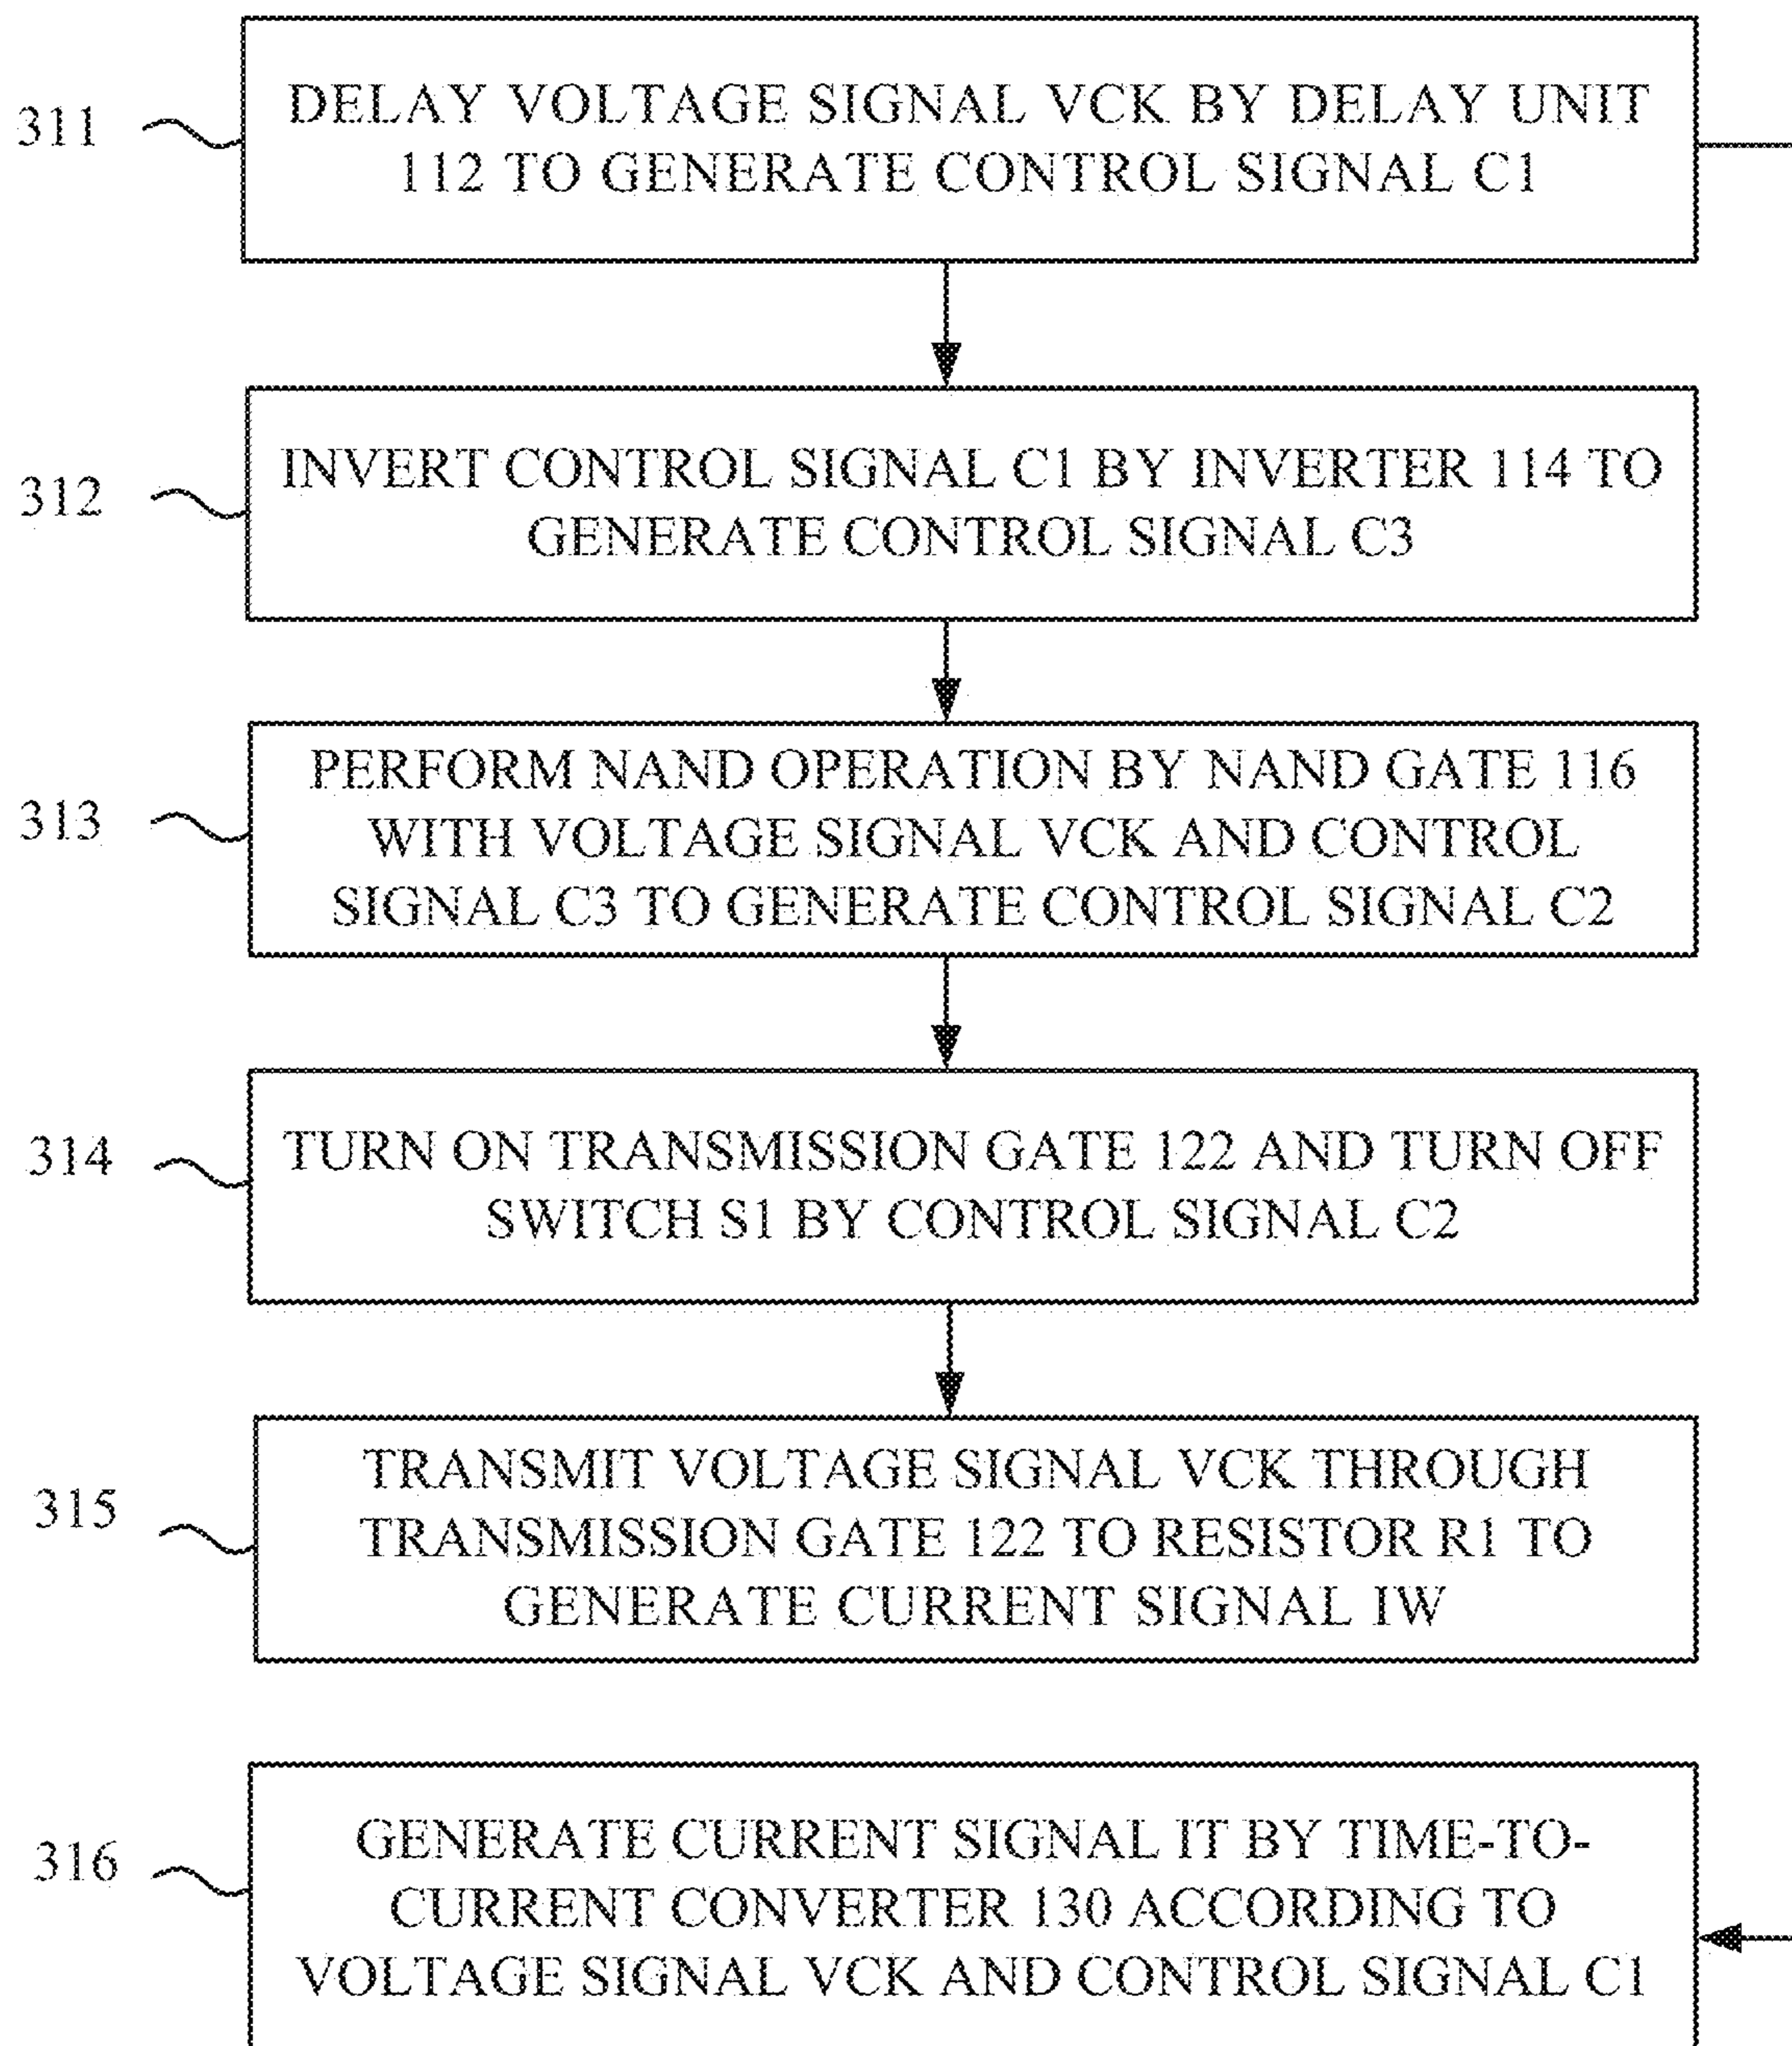 311
DELAY VOLTAGE SIGNAL VCK BY DELAY UNIT
112 TO GENERATE CONTROL SIGNAL C1
312
INVERT CONTROL SIGNAL C1 BY INVERTER 114 TO
GENERATE CONTROL SIGNAL C3
313
PERFORM NAND OPERATION BY NAND GATE 116
WITH VOLTAGE SIGNAL VCK AND CONTROL
SIGNAL C3 TO GENERATE CONTROL SIGNAL C2
314
TURN ON TRANSMISSION GATE 122 AND TURN OFF
SWITCH S1 BY CONTROL SIGNAL C2
315
TRANSMIT VOLTAGE SIGNAL VCK THROUGH
TRANSMISSION GATE 122 TO RESISTOR R1 TO
GENERATE CURRENT SIGNAL IW
316
GENERATE CURRENT SIGNAL IT BY TIME-TO-
CURRENT CONVERTER 130 ACCORDING TO
VOLTAGE SIGNAL VCK AND CONTROL SIGNAL C1